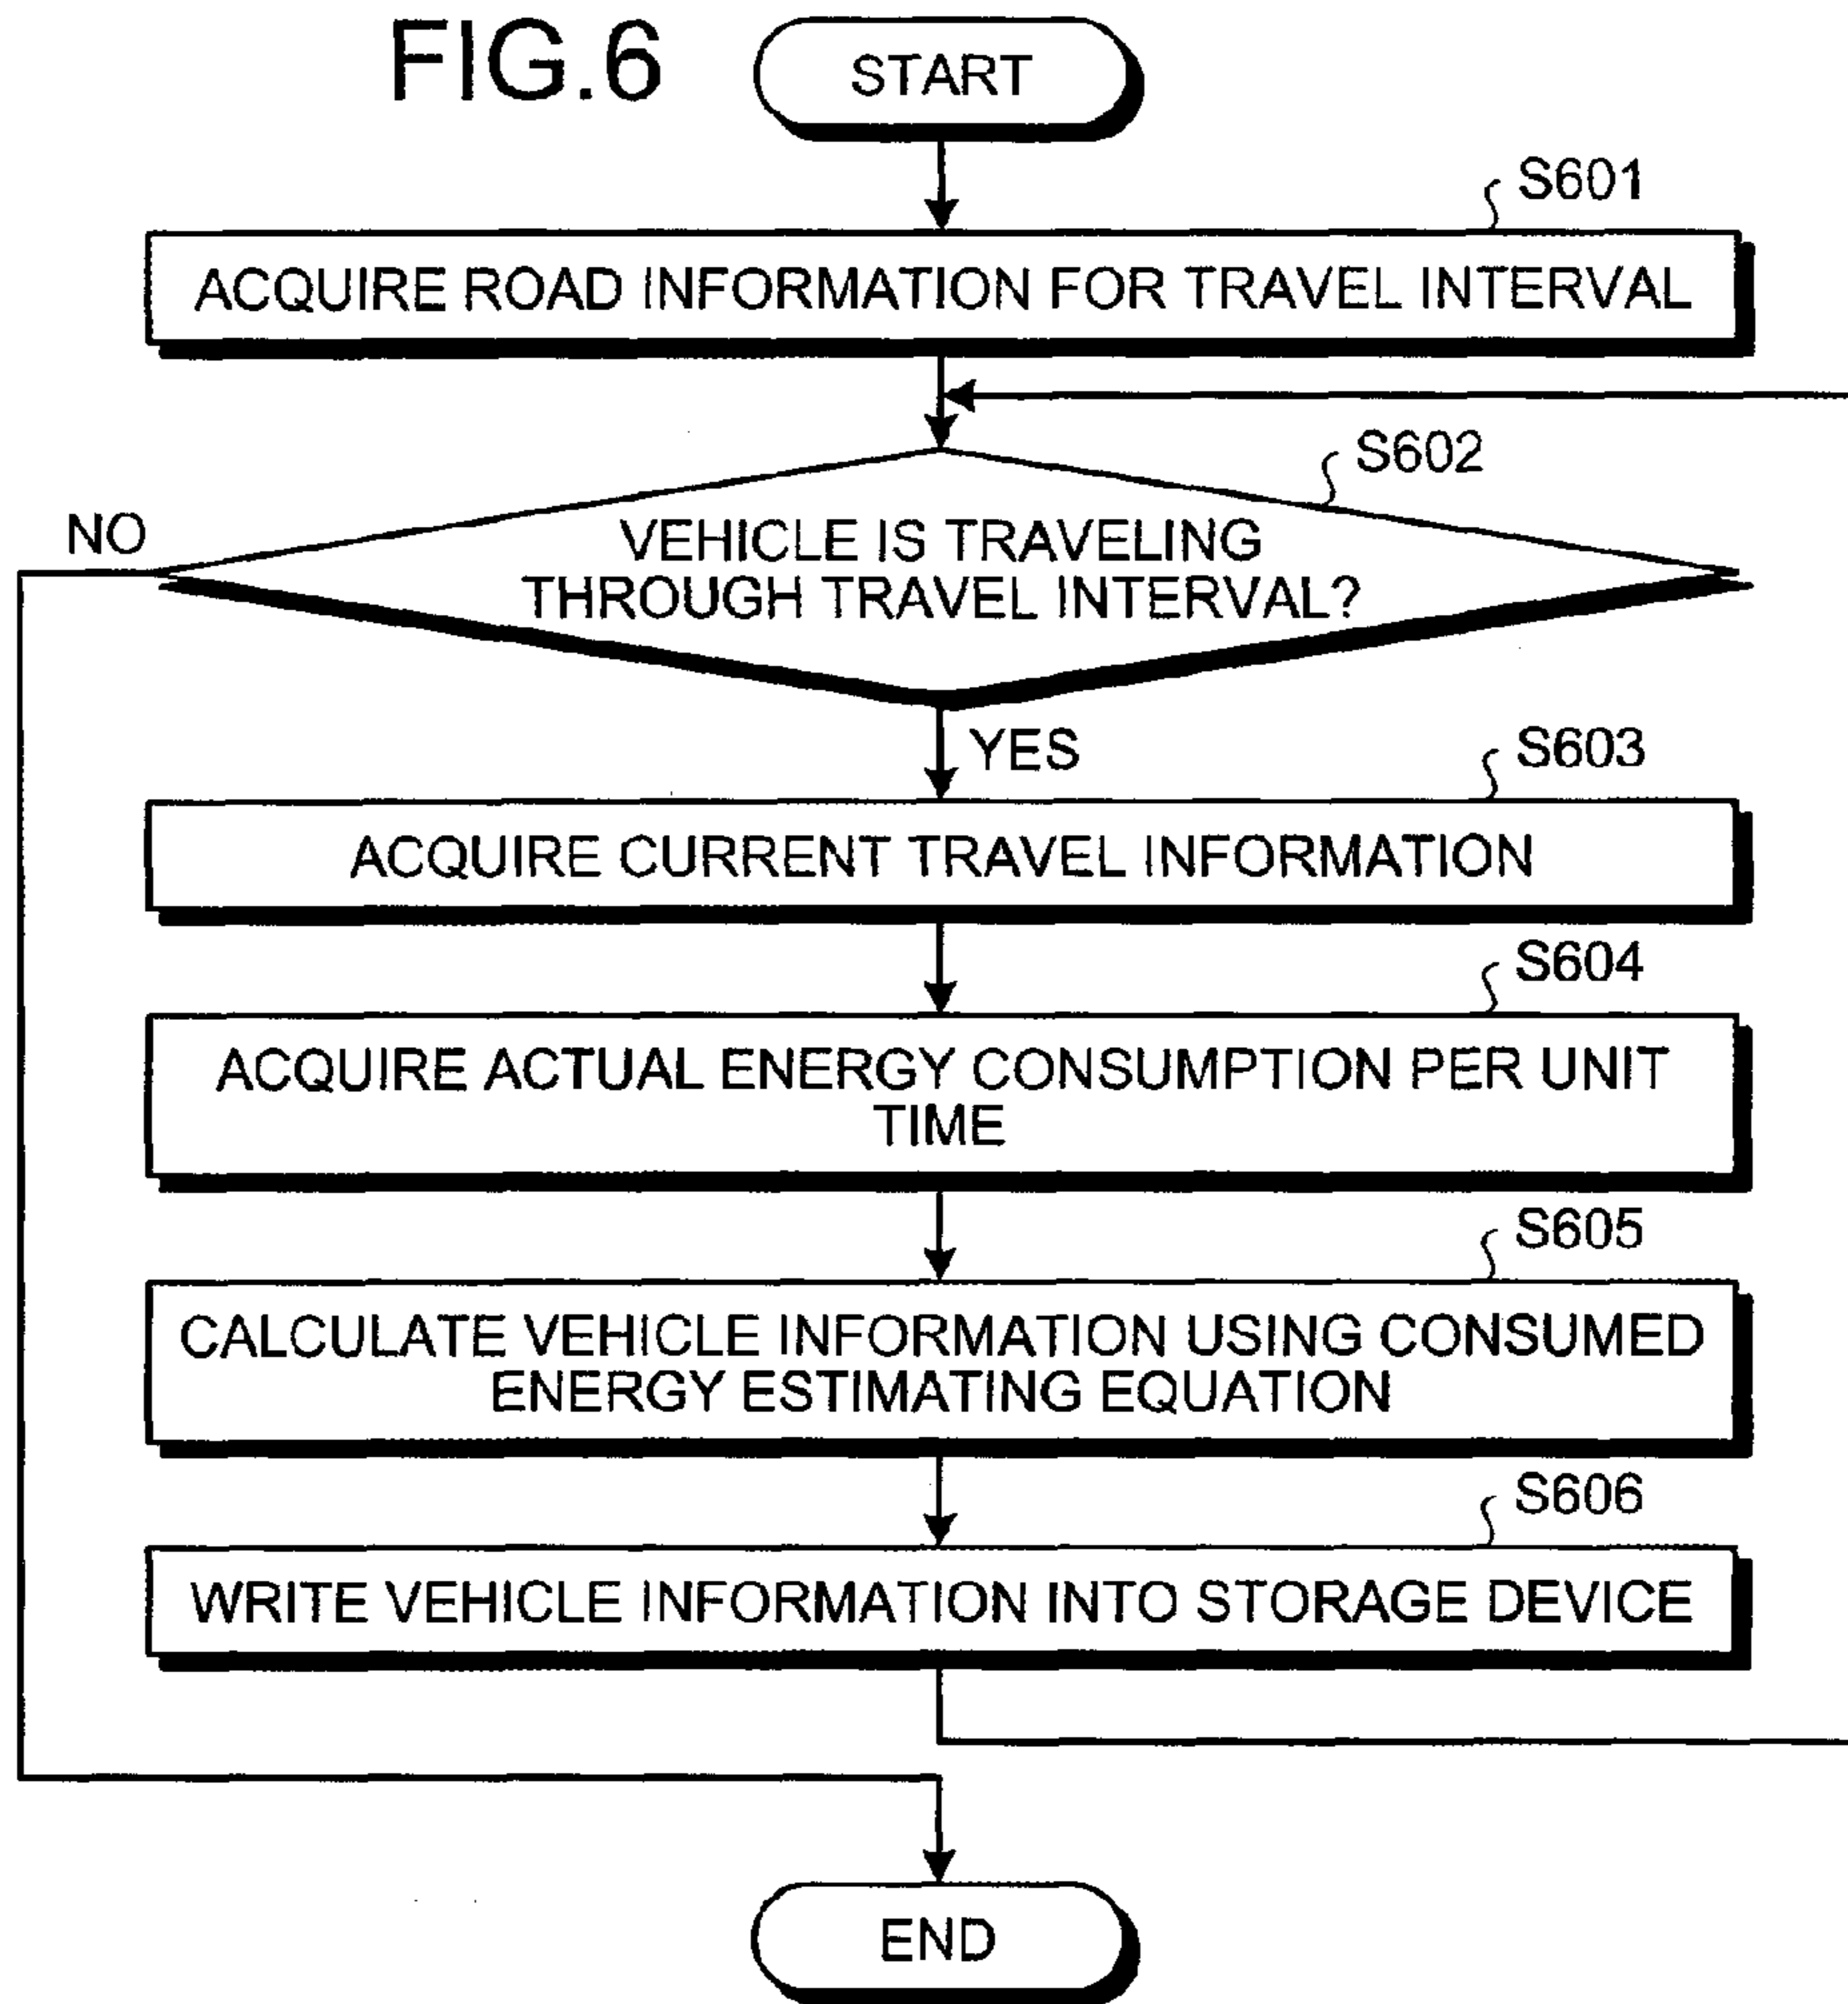 FIG.6
START
S601
ACQUIRE ROAD INFORMATION FOR TRAVEL INTERVAL
S602
NO
VEHICLE IS TRAVELING
THROUGH TRAVEL INTERVAL?
YES
S603
ACQUIRE CURRENT TRAVEL INFORMATION
S604
ACQUIRE ACTUAL ENERGY CONSUMPTION PER UNIT
TIME
S605
CALCULATE VEHICLE INFORMATION USING CONSUMED
ENERGY ESTIMATING EQUATION
S606
WRITE VEHICLE INFORMATION INTO STORAGE DEVICE
END